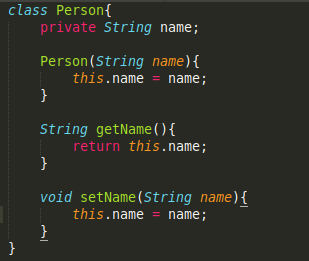 class Person{
    private String name;

    Person(String name){
        this.name = name;
    }

    String getName(){
        return this.name;
    }

    void setName(String name){
        this.name = name;
    }
}